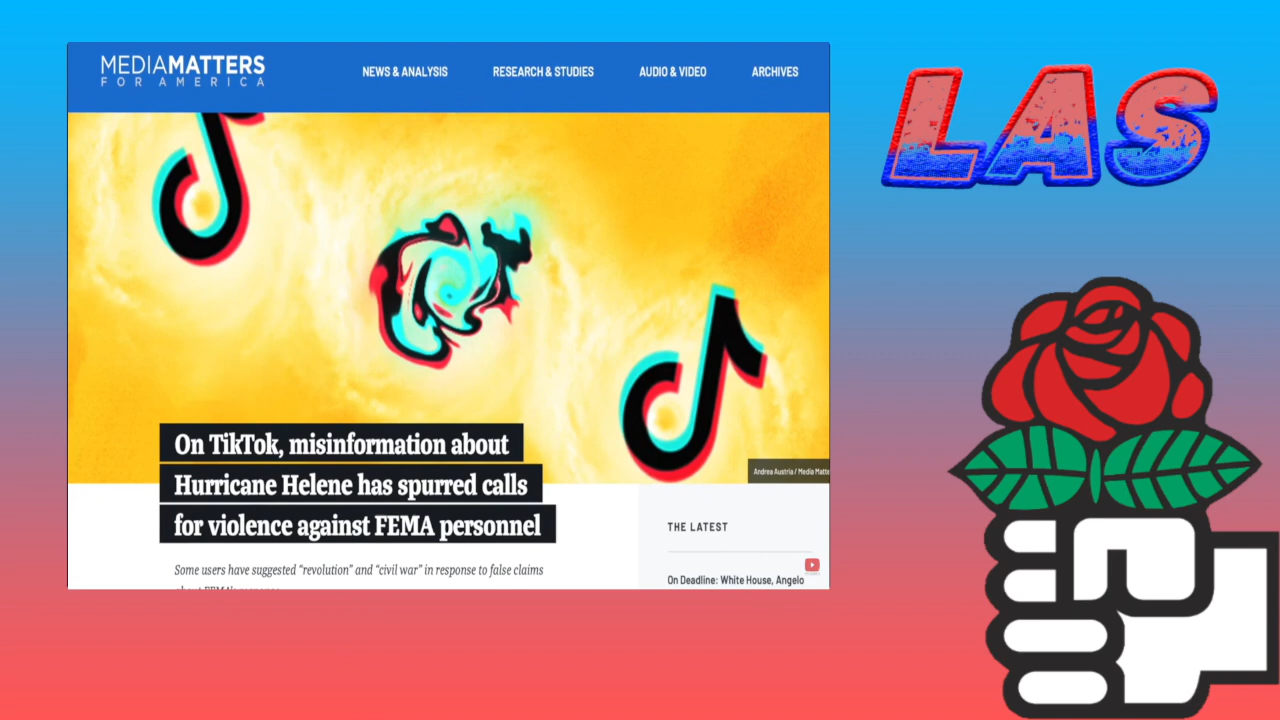 MEDIAMATTERS
FOR AMERICA
NEWS & ANALYSIS
RESEARCH & STUDIES
AUDIO & VIDEO
ARCHIVES
LAS
On TikTok, misinformation about
Hurricane Helene has spurred calls
for violence against FEMA personnel
Andrea Austria / Media Matte
THE LATEST
Some users have suggested “revolution” and “civil war” in response to false claims
On Deadline: White House, Angelo